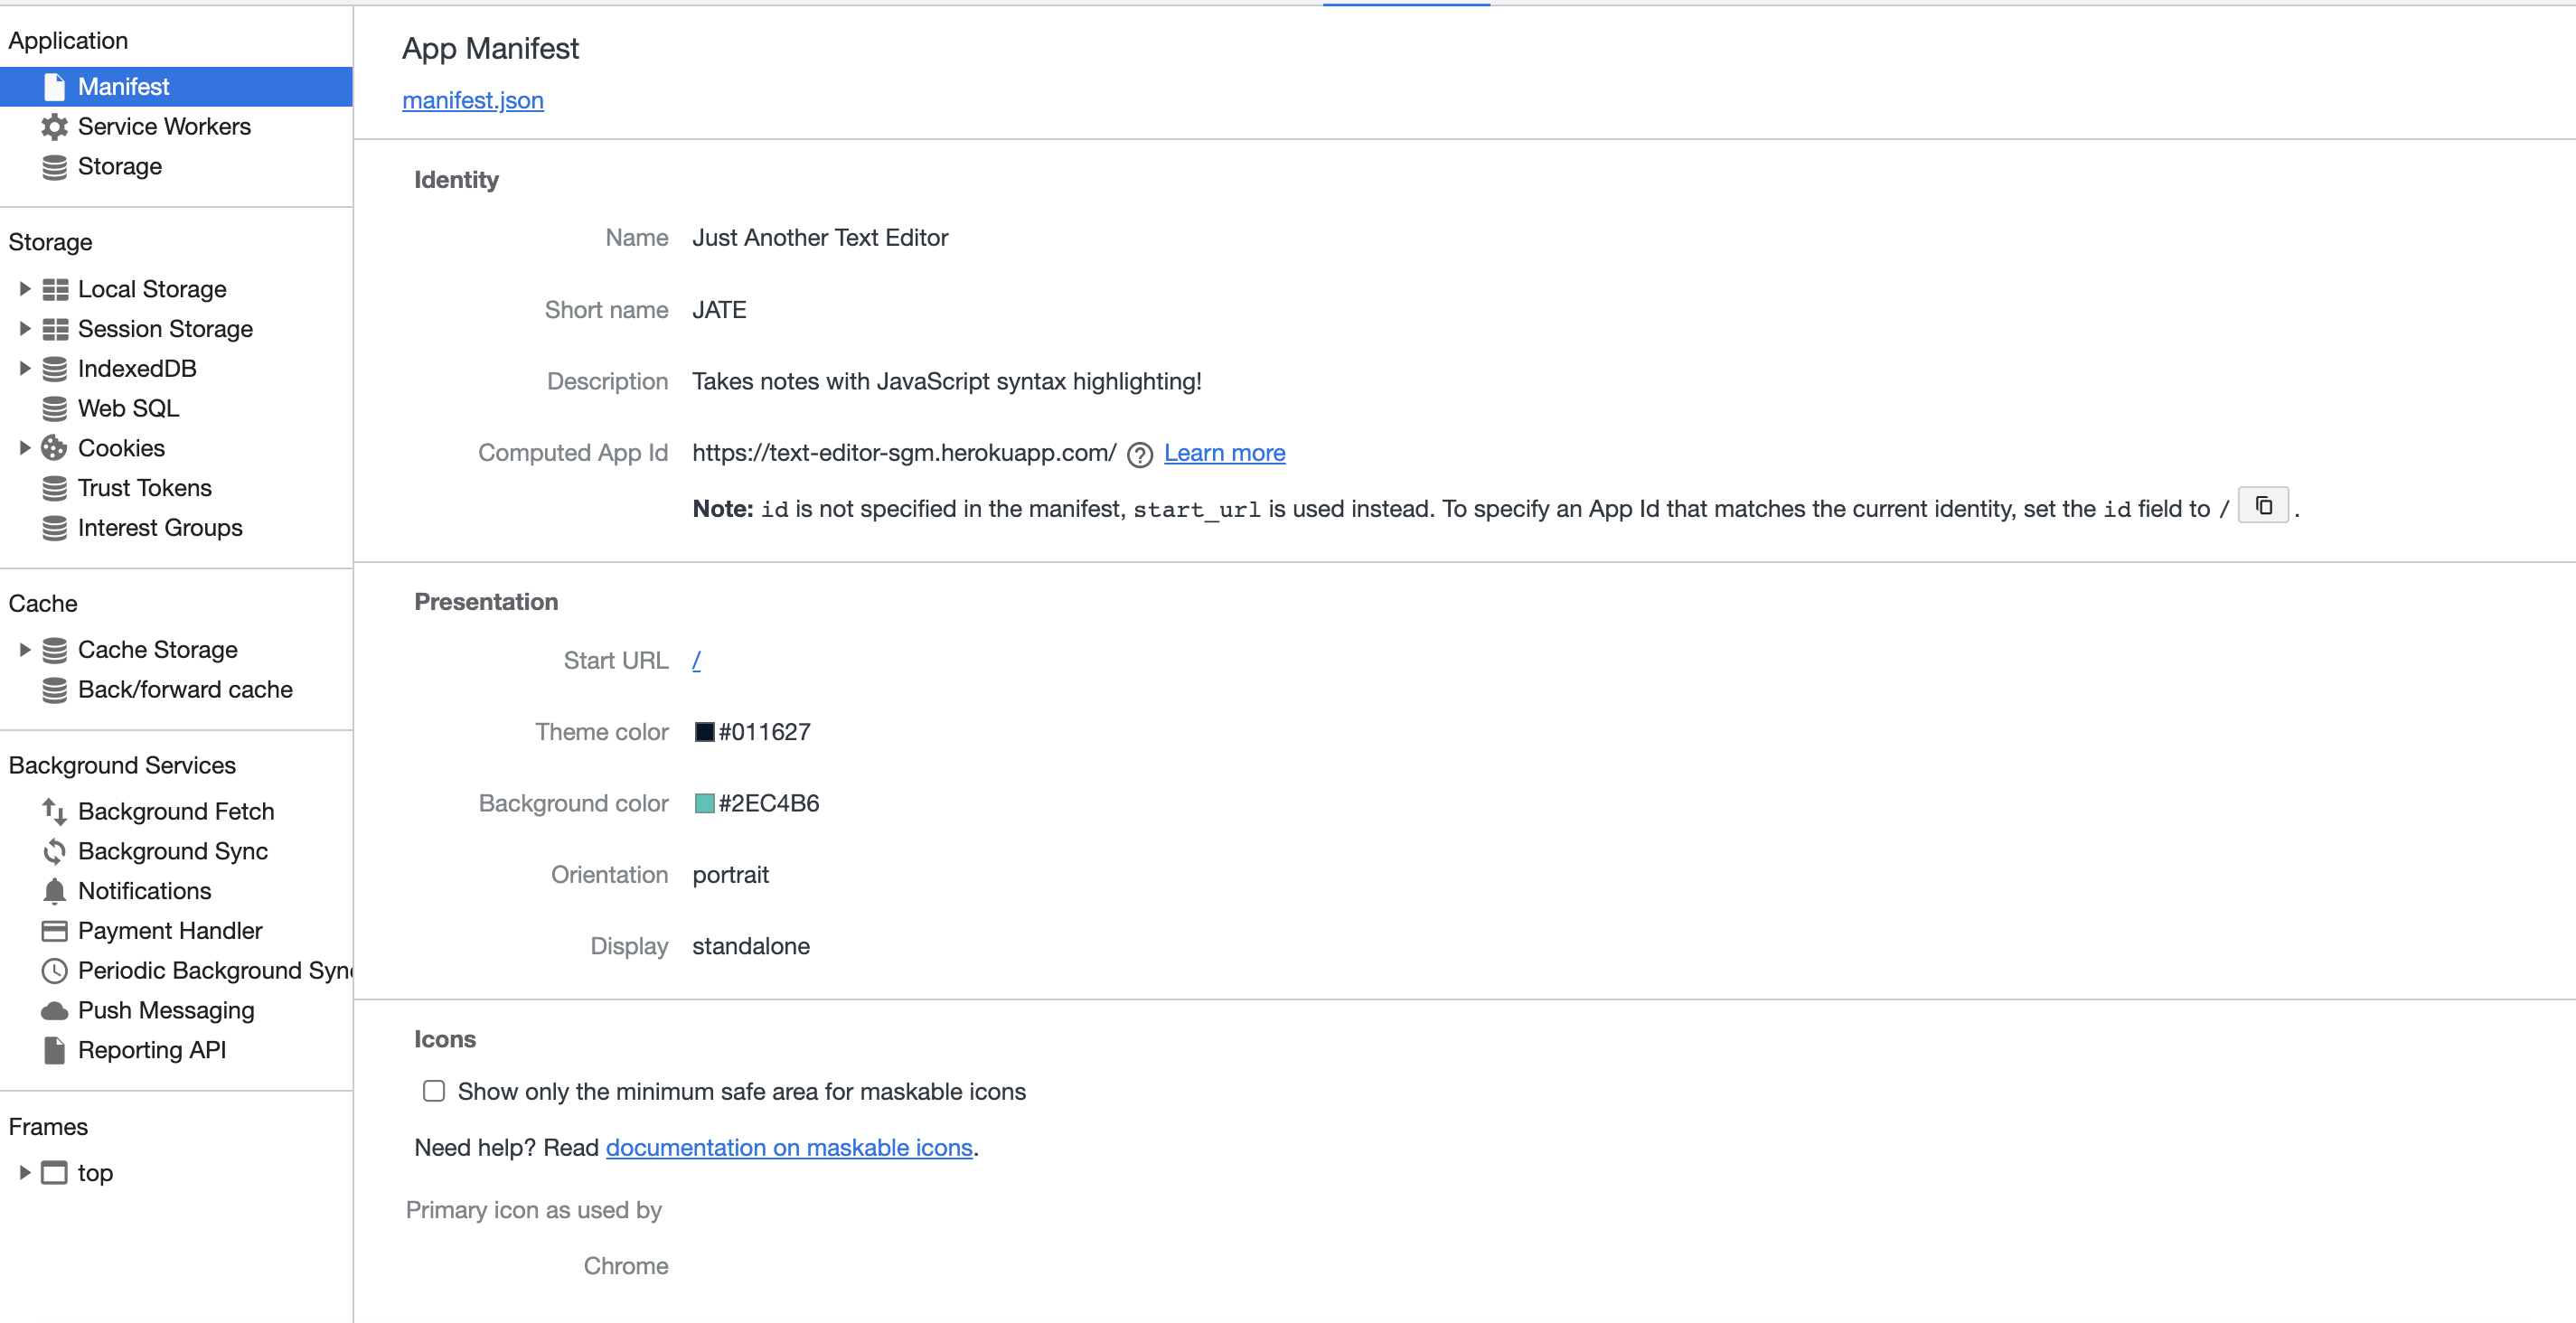 Application
Manifest
Service Workers
Storage
Storage
Local Storage
Session Storage
IndexedDB
Web SQL
Cookies
Trust Tokens
Interest Groups
Cache
Cache Storage
Back/forward cache
Background Services
Background Fetch
Background Sync
Notifications
Payment Handler
Periodic Background Syn
Push Messaging
Reporting API
Frames
top
App Manifest
manifest.json
Identity
Name Just Another Text Editor
Short name JATE
Description Takes notes with JavaScript syntax highlighting!
Computed App Id https://text-editor-sgm.herokuapp.com/ Learn more
Note: id is not specified in the manifest, start_url is used instead. To specify an App Id that matches the current identity, set the id field to / .
Presentation
Start URL /
Theme color #011627
Background color #2EC4B6
Orientation portrait
Display standalone
Icons
Show only the minimum safe area for maskable icons
Need help? Read documentation on maskable icons.
Primary icon as used by
Chrome